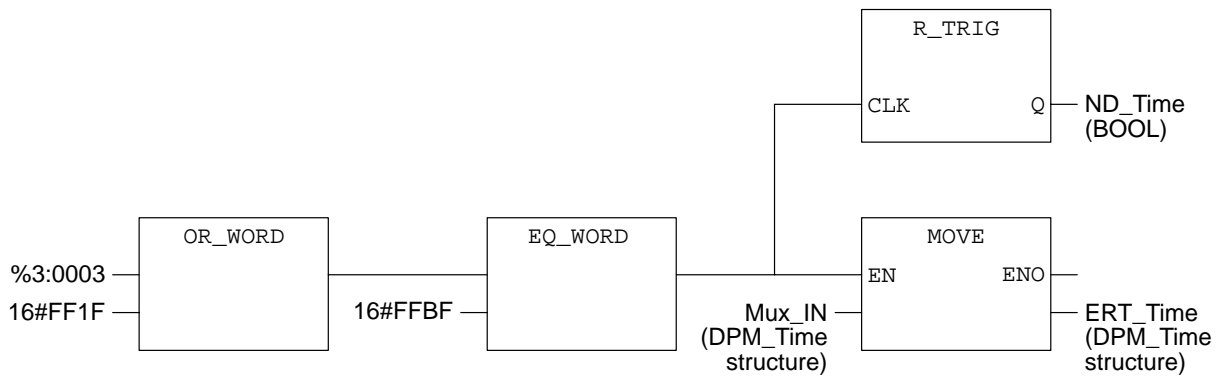 R_TRIG
CLK
Q
ND_Time
(BOOL)
OR_WORD
EQ_WORD
MOVE
%3:0003
EN
ENO
16#FF1F
16#FFBF
Mux_IN
(DPM_Time
structure)
ERT_Time
(DPM_Time
structure)